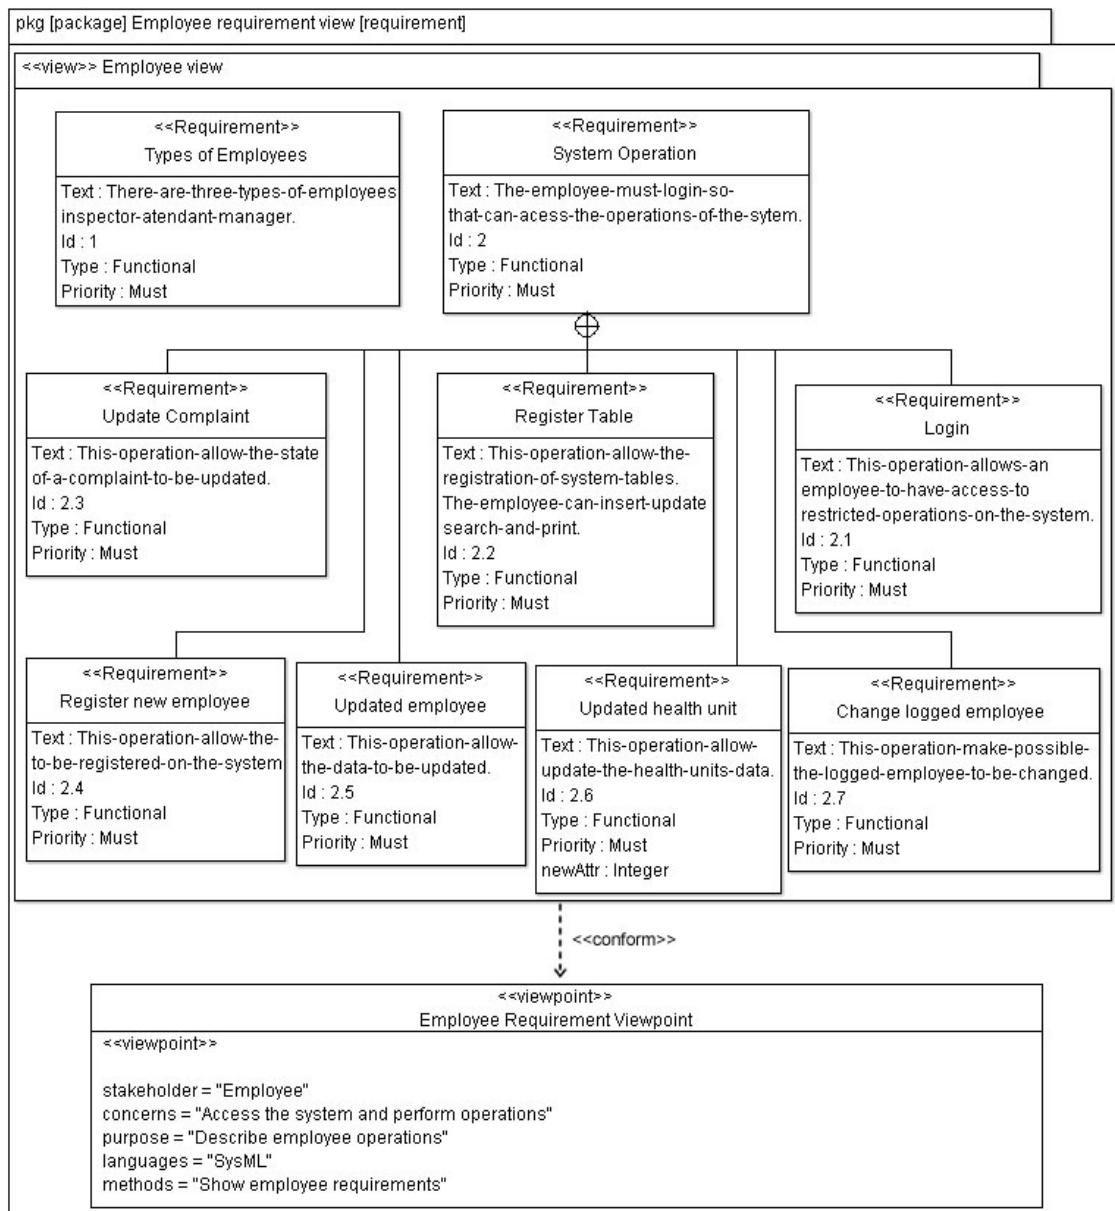 pkg [package] Employee requirement view [requirement]
<<view>> Employee view
<<Requirement>>
Types of Employees
Text : There-are-three-types-of-employees
inspector-atendant-manager.
Id : 1
Type : Functional
Priority : Must
<<Requirement>>
System Operation
Text : The-employee-must-login-so-
that-can-acess-the-operations-of-the-sytem.
Id : 2
Type : Functional
Priority : Must
<<Requirement>>
Update Complaint
Text : This-operation-allow-the-state
of-a-complaint-to-be-updated.
Id : 2.3
Type : Functional
Priority : Must
<<Requirement>>
Register Table
Text : This-operation-allow-the-
registration-of-system-tables.
The-employee-can-insert-update
search-and-print.
Id : 2.2
Type : Functional
Priority : Must
<<Requirement>>
Login
Text : This-operation-allows-an
employee-to-have-access-to
restricted-operations-on-the-system.
Id : 2.1
Type : Functional
Priority : Must
<<Requirement>>
Register new employee
Text : This-operation-allow-the-
to-be-registered-on-the-system
Id : 2.4
Type : Functional
Priority : Must
<<Requirement>>
Updated employee
Text : This-operation-allow-
the-data-to-be-updated.
Id : 2.5
Type : Functional
Priority : Must
<<Requirement>>
Updated health unit
Text : This-operation-allow-
update-the-health-units-data.
Id : 2.6
Type : Functional
Priority : Must
newAttr : Integer
<<Requirement>>
Change logged employee
Text : This-operation-make-possible-
the-logged-employee-to-be-changed.
Id : 2.7
Type : Functional
Priority : Must
<<conform>>
<<viewpoint>>
Employee Requirement Viewpoint
<<viewpoint>>
stakeholder = "Employee"
concerns = "Access the system and perform operations"
purpose = "Describe employee operations"
languages = "SysML"
methods = "Show employee requirements"